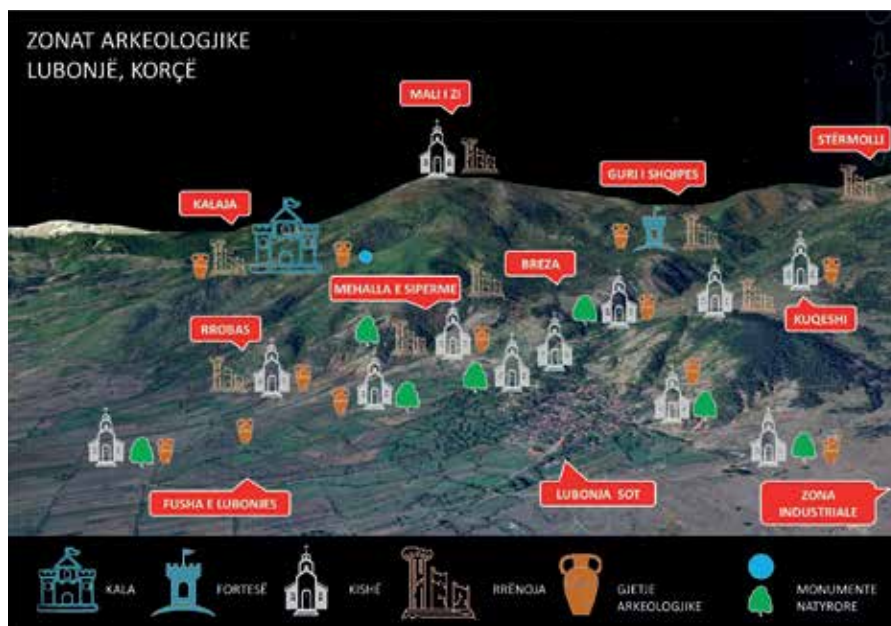 ZONAT ARKEOLOGJIKE
LUBONJË, KORÇË
MALI I ZI
STËRMOLLI
GURI I SHQIPES
KALAJA
BREZA
MEHALLA E SIPERME
KUQESHI
RROBAS
FUSHA E LUBONJES
LUBONJA SOT
ZONA
INDUSTRIALE
KALA
FORTESË
KISHË
RRËNOJA
GJETJE
ARKEOLOGJIKE
MONUMENTE
NATYRORE